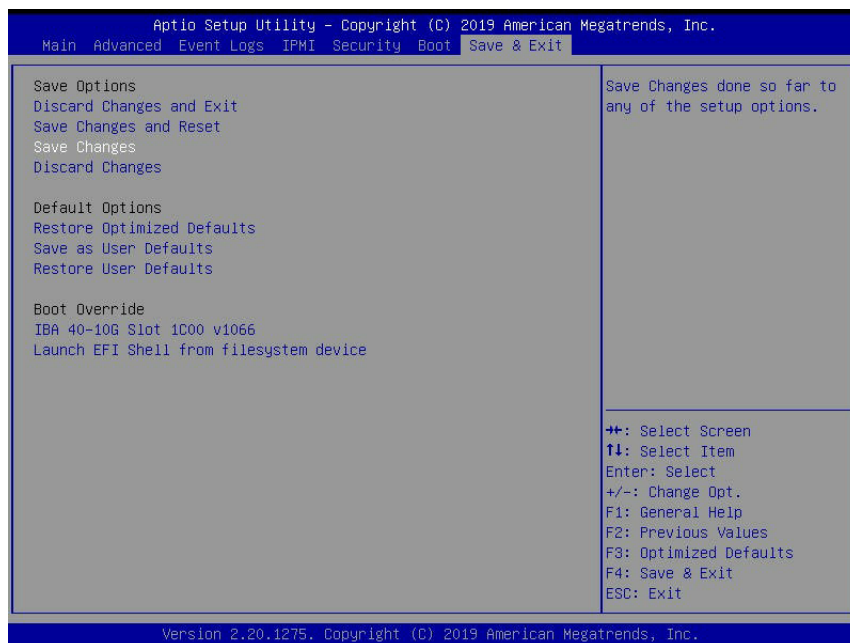 Aptio Setup Utility – Copyright (C) 2019 American Megatrends, Inc.
Main Advanced Event Logs IPMI Security Boot Save & Exit
Save Options
Discard Changes and Exit
Save Changes and Reset
Save Changes
Discard Changes
Default Options
Restore Optimized Defaults
Save as User Defaults
Restore User Defaults
Boot Override
IBA 40-10G Slot 1C00 v1066
Launch EFI Shell from filesystem device
Save Changes done so far to
any of the setup options.
→←: Select Screen
↑↓: Select Item
Enter: Select
+/-: Change Opt.
F1: General Help
F2: Previous Values
F3: Optimized Defaults
F4: Save & Exit
ESC: Exit
Version 2.20.1275. Copyright (C) 2019 American Megatrends, Inc.